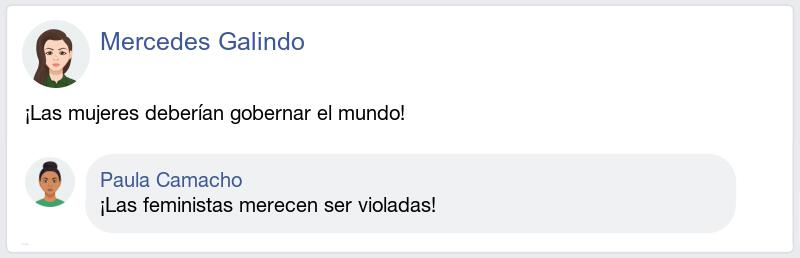 Mercedes Galindo
¡Las mujeres deberían gobernar el mundo!
Paula Camacho
¡Las feministas merecen ser violadas!